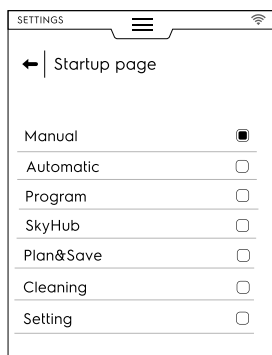 SETTINGS
Startup page
Manual
Automatic
Program
SkyHub
Plan&Save
Cleaning
Setting